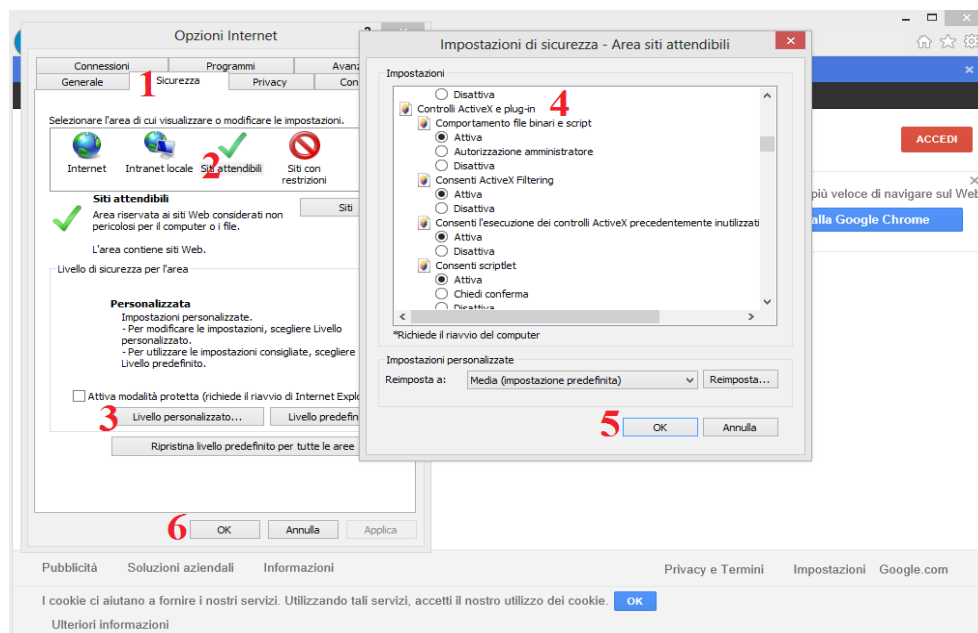 Opzioni Internet
Connessioni Programmi Avanz
Generale Sicurezza Privacy Con
1
Selezionare l'area di cui visualizzare o modificare le impostazioni.
2
Internet Intranet locale Siti attendibili Siti con
restrizioni
Siti attendibili
Area riservata ai siti Web considerati non
pericolosi per il computer o i file.
Siti
L'area contiene siti Web.
Livello di sicurezza per l'area
Personalizzata
Impostazioni personalizzate.
- Per modificare le impostazioni, scegliere Livello
personalizzato.
- Per utilizzare le impostazioni consigliate, scegliere
Livello predefinito.
Attiva modalità protetta (richiede il riavvio di Internet Explo
3
Livello personalizzato... Livello predefini
Ripristina livello predefinito per tutte le aree
6
OK Annulla Applica
Impostazioni di sicurezza - Area siti attendibili
Impostazioni
Disattiva
Controlli ActiveX e plug-in
4
Comportamento file binari e script
Attiva
Autorizzazione amministratore
Disattiva
Consenti ActiveX Filtering
Attiva
Disattiva
Consenti l'esecuzione dei controlli ActiveX precedentemente inutilizzati
Attiva
Disattiva
Consenti scriptlet
Attiva
Chiedi conferma
Disattiva
*Richiede il riavvio del computer
Impostazioni personalizzate
Reimposta a: Media (impostazione predefinita) Reimposta...
5
OK Annulla
ACCEDI
più veloce di navigare sul Web
alla Google Chrome
Pubblicità Soluzioni aziendali Informazioni Privacy e Termini Impostazioni Google.com
I cookie ci aiutano a fornire i nostri servizi. Utilizzando tali servizi, accetti il nostro utilizzo dei cookie. OK
Ulteriori informazioni